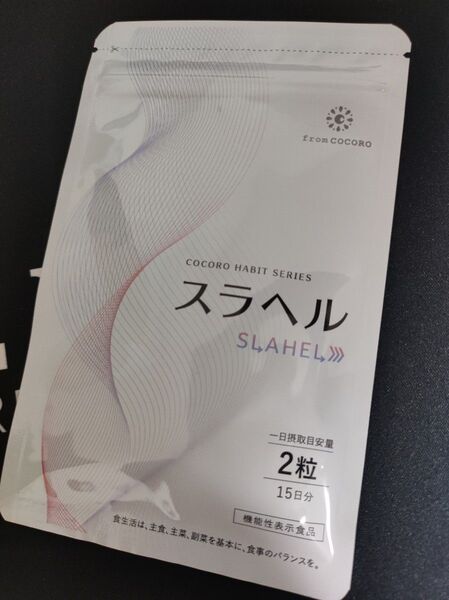 from COCORO
COCORO HABIT SERIES
スラヘル
SLAHEL
一日摂取目安量
2粒
15日分
機能性表示食品
食生活は、主食、主菜、副菜を基本に、食事のバランスを。